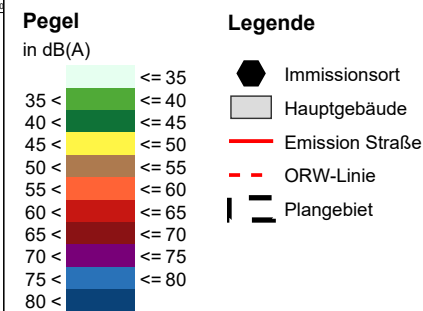 Pegel
in dB(A)
<= 35
35 < <= 40
40 < <= 45
45 < <= 50
50 < <= 55
55 < <= 60
60 < <= 65
65 < <= 70
70 < <= 75
75 < <= 80
80 <
Legende
Immissionsort
Hauptgebäude
Emission Straße
ORW-Linie
Plangebiet